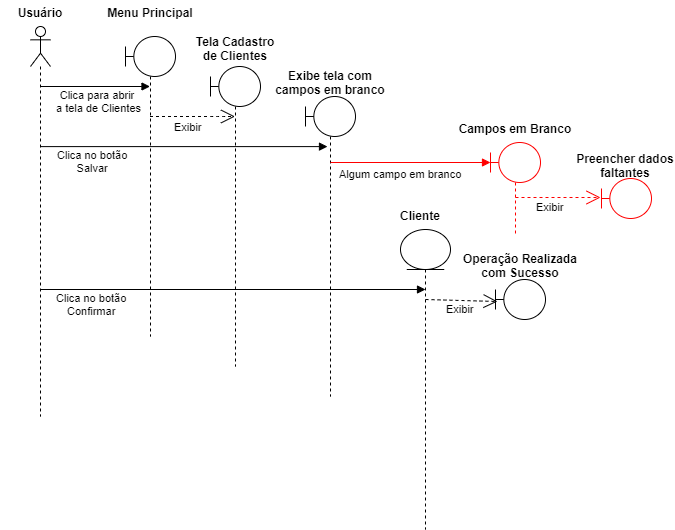 Usuário
Menu Principal
Tela Cadastro
de Clientes
Exibe tela com
campos em branco
Clica para abrir
a tela de Clientes
Exibir
Campos em Branco
Clica no botão
Salvar
Algum campo em branco
Preencher dados
faltantes
Exibir
Cliente
Operação Realizada
com Sucesso
Clica no botão
Confirmar
Exibir